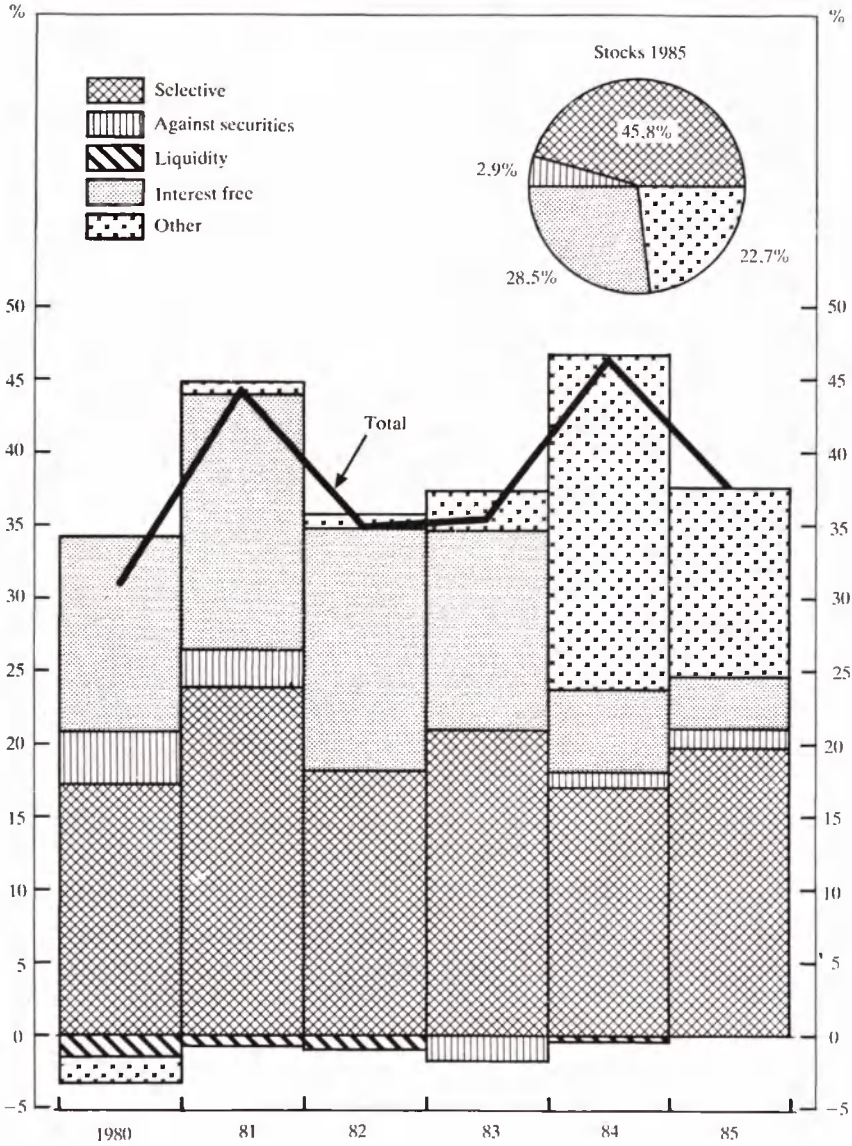 % %
Stocks 1985
Selective
Against securities
Liquidity
Interest free
Other
45.8%
2.9%
28.5%
22.7%
50 50
45 45
Total
40 40
35 35
30 30
25 25
20 20
15 15
10 10
5 5
0 0
−5 −5
1980 81 82 83 84 85